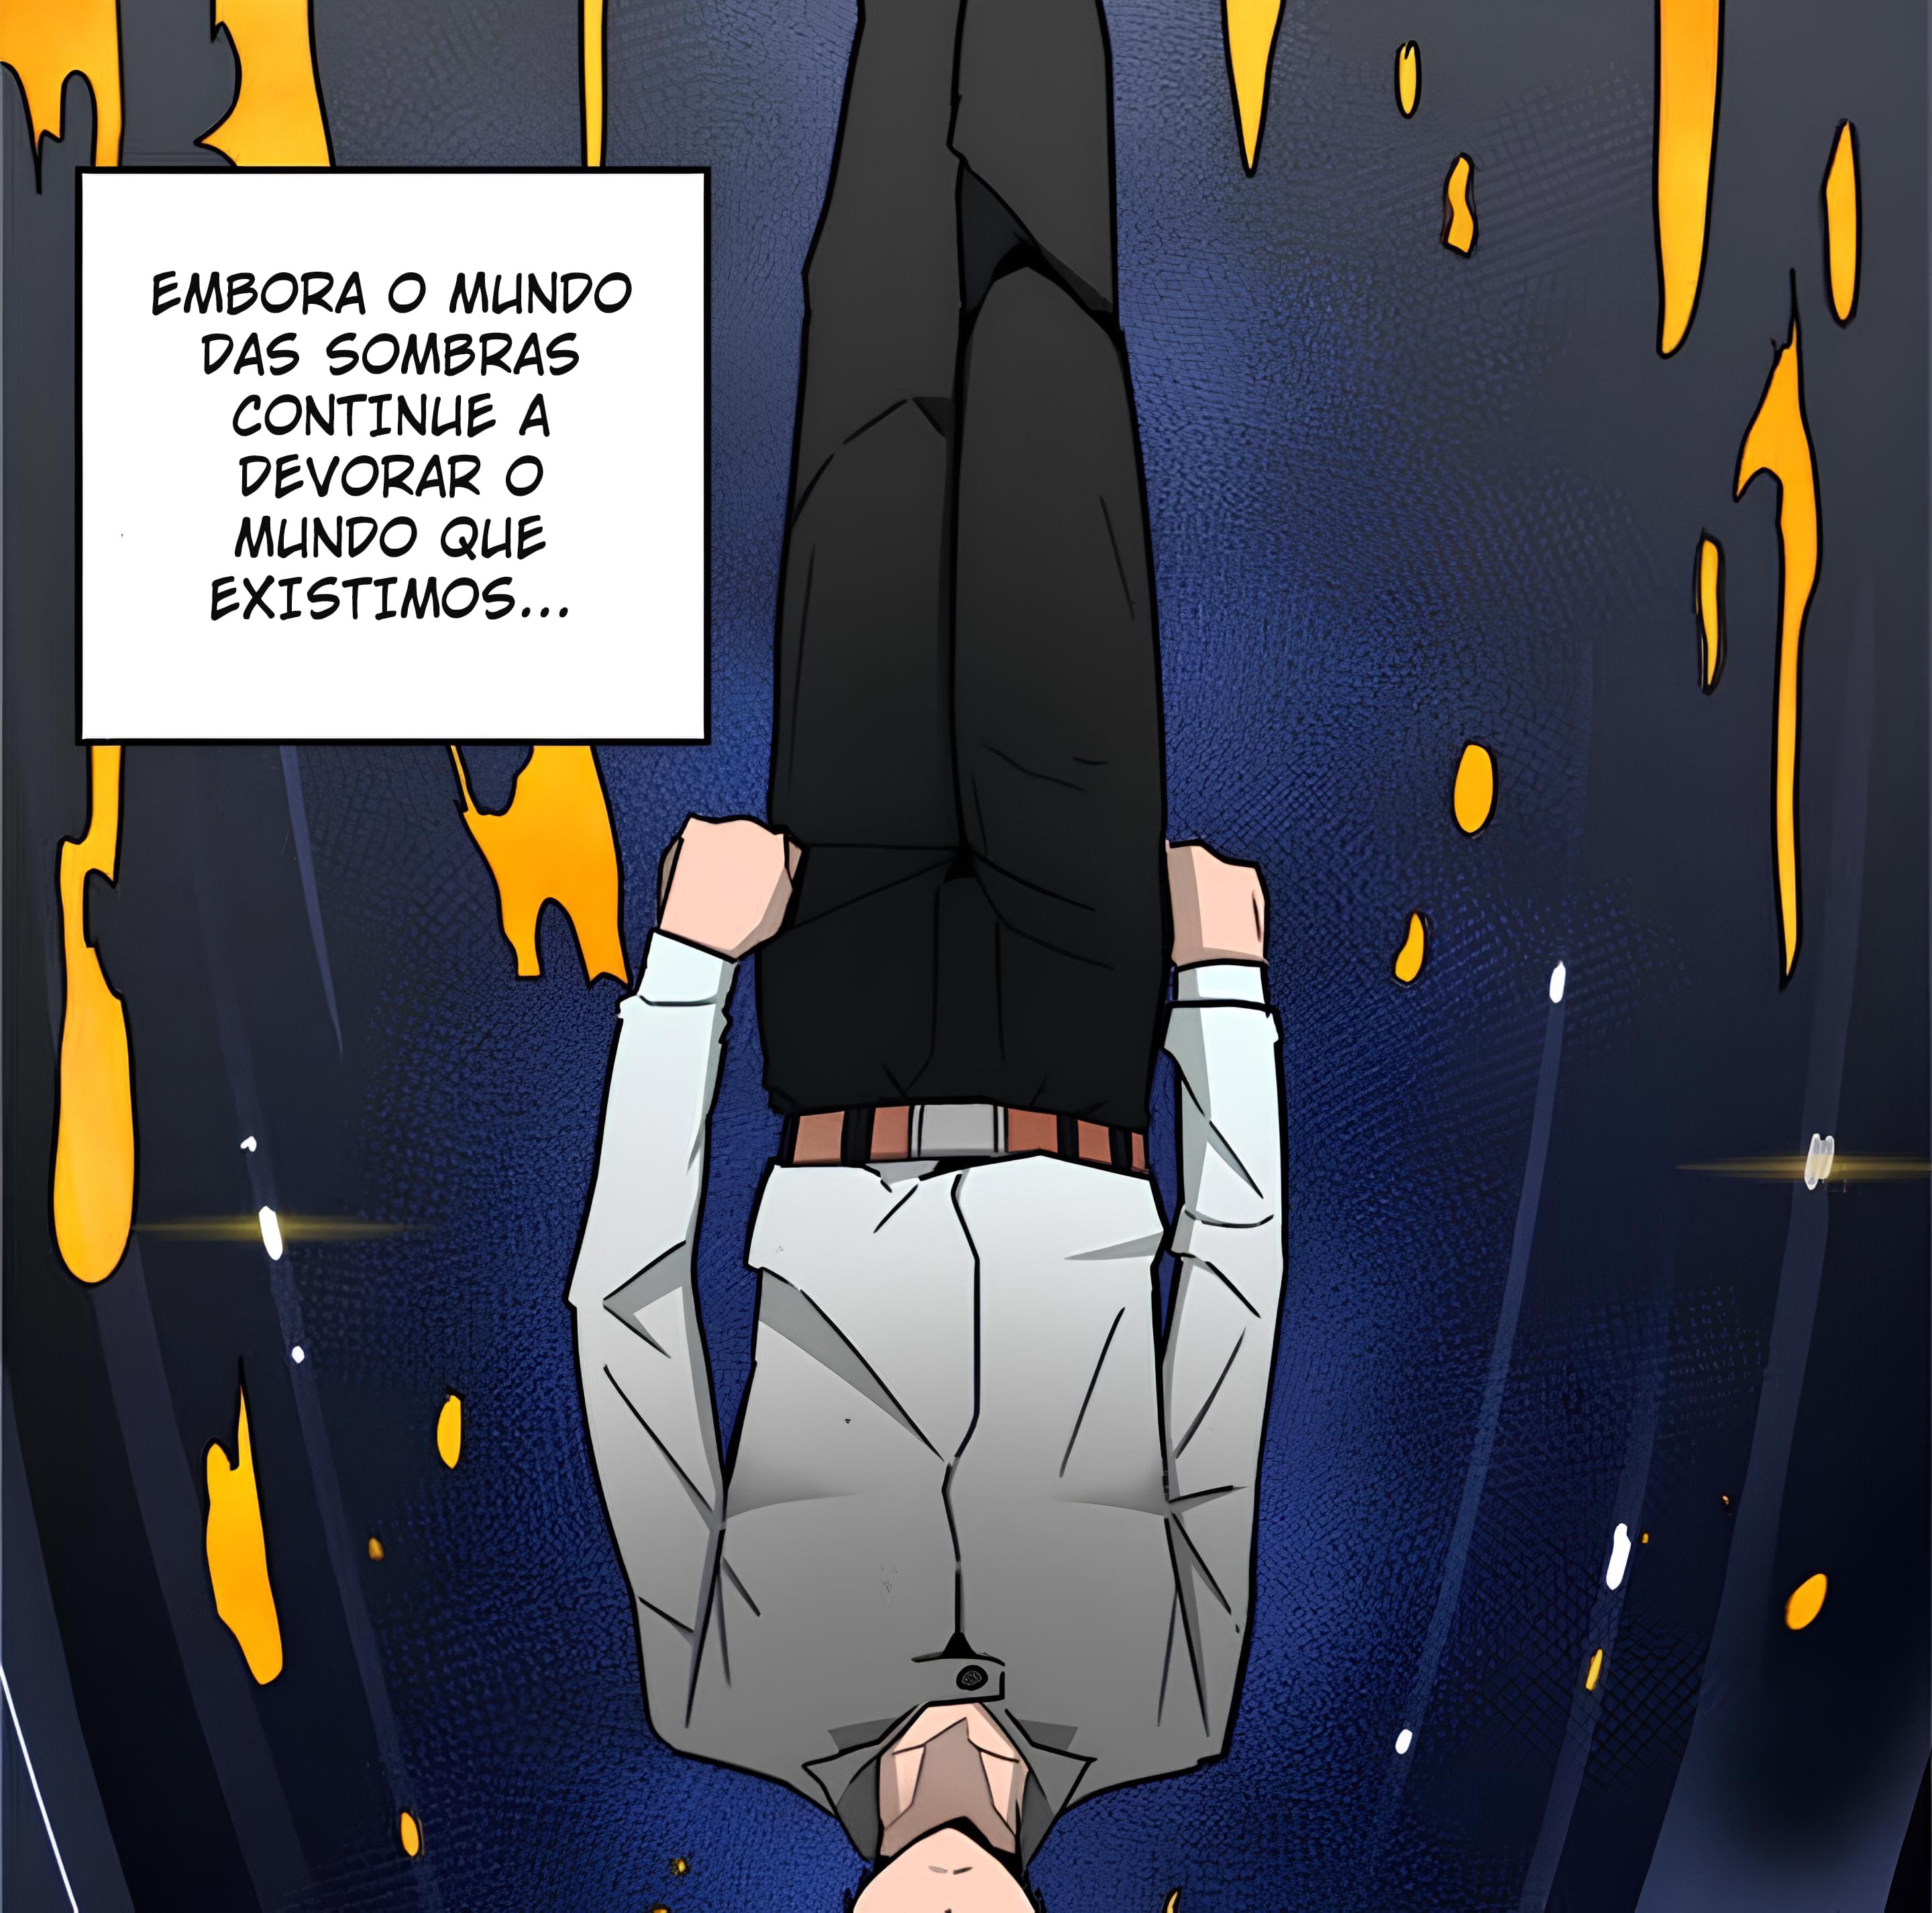 EMBORA O MUNDO
DAS SOMBRAS
CONTINUE A
DEVORAR O
MUNDO QUE
EXISTIMOS...